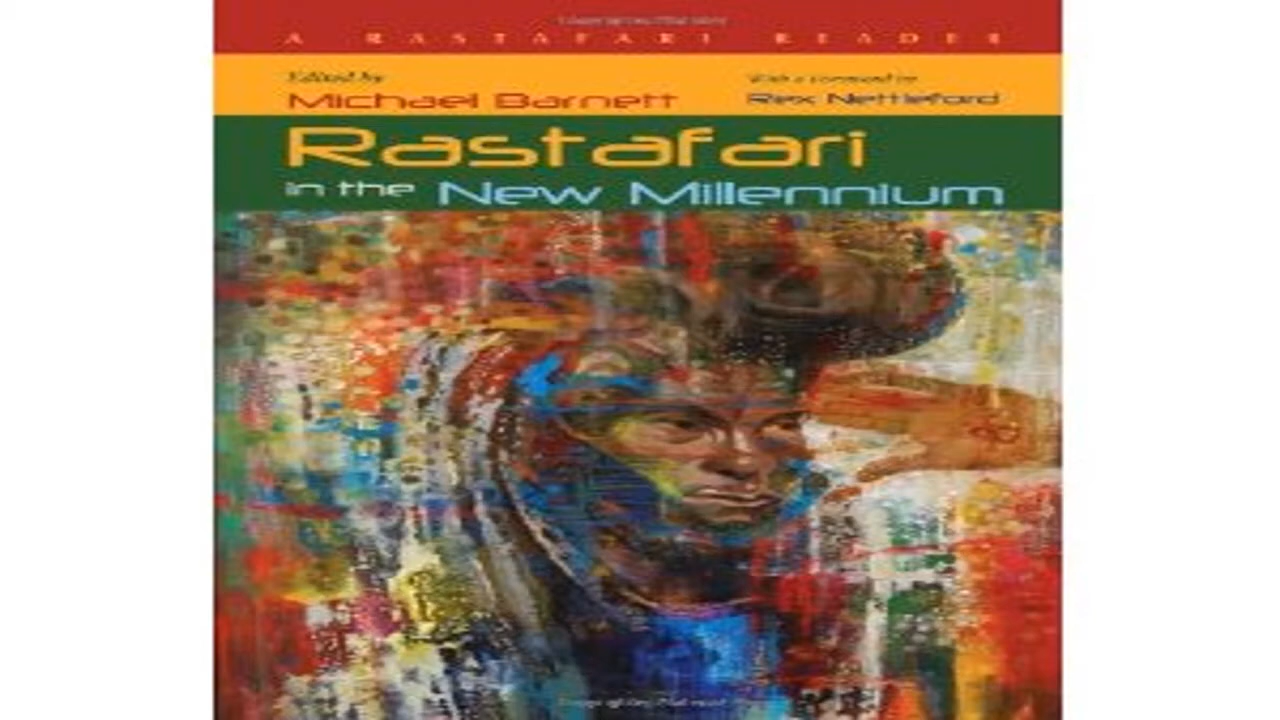 A RASTAFARI READER
Edited by
Michael Barnett
With a foreword by
Rex Nettleford
Rastafari
in the New Millennium